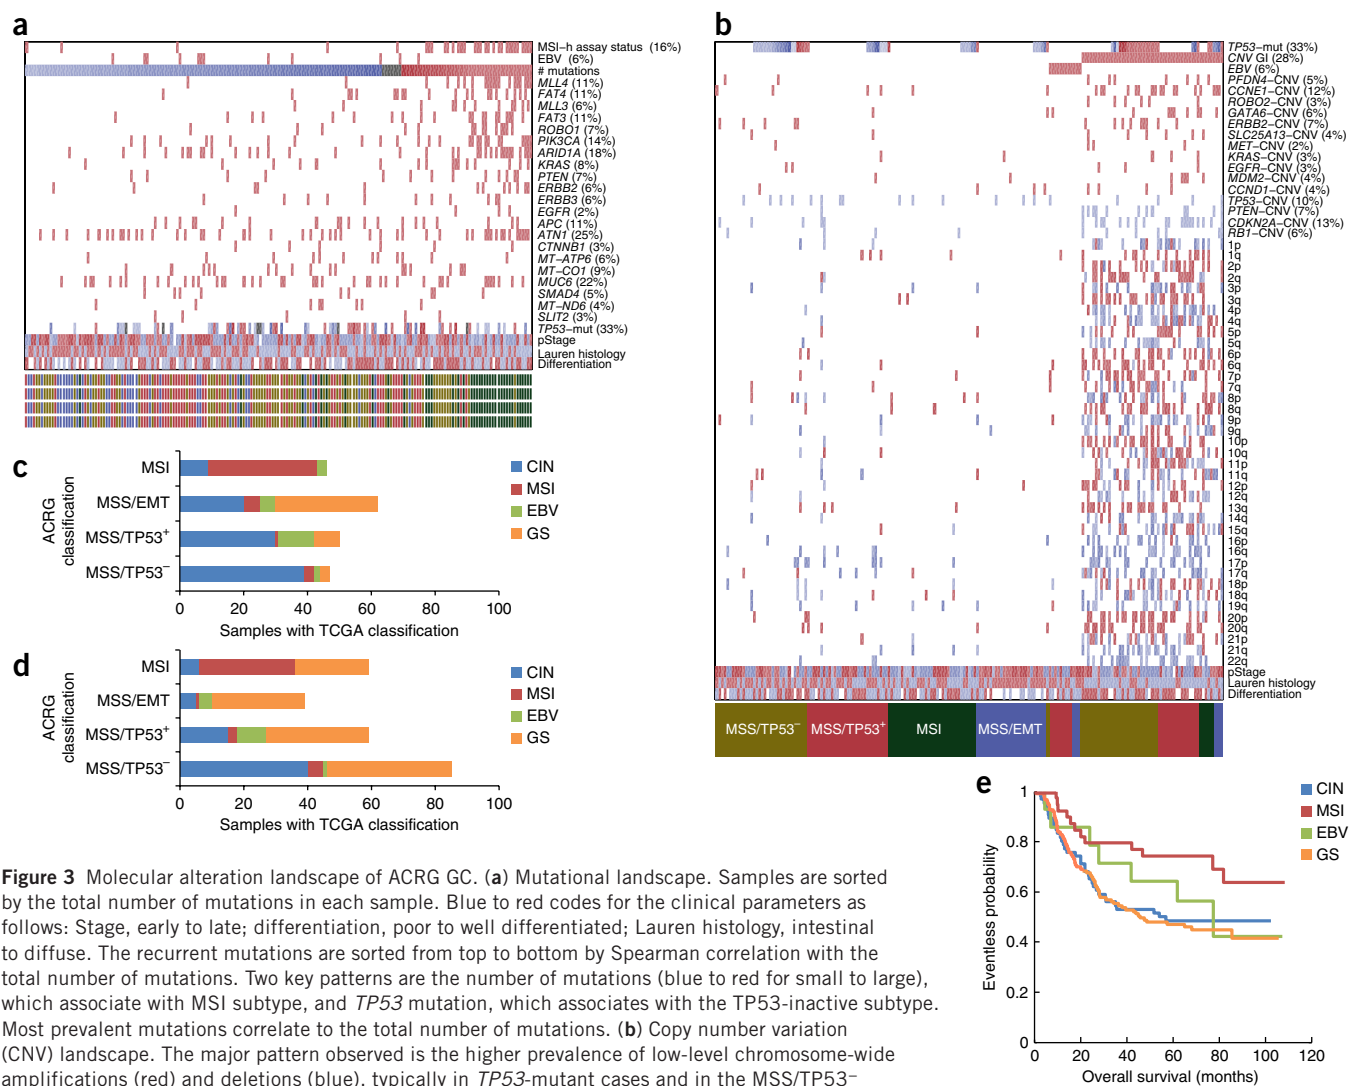 a
MSI–h assay status (16%)
EBV (6%)
# mutations
MLL4 (11%)
FAT4 (11%)
MLL3 (6%)
FAT3 (11%)
ROBO1 (7%)
PIK3CA (14%)
ARID1A (18%)
KRAS (8%)
PTEN (7%)
ERBB2 (6%)
ERBB3 (6%)
EGFR (2%)
APC (11%)
ATN1 (25%)
CTNNB1 (3%)
MT–ATP6 (6%)
MT–CO1 (9%)
MUC6 (22%)
SMAD4 (5%)
MT–ND6 (4%)
SLIT2 (3%)
TP53–mut (33%)
pStage
Lauren histology
Differentiation
b
TP53–mut (33%)
CNV GI (28%)
EBV (6%)
PFDN4–CNV (5%)
CCNE1–CNV (12%)
ROBO2–CNV (3%)
GATA6–CNV (6%)
ERBB2–CNV (7%)
SLC25A13–CNV (4%)
MET–CNV (2%)
KRAS–CNV (3%)
EGFR–CNV (3%)
MDM2–CNV (4%)
CCND1–CNV (4%)
TP53–CNV (10%)
PTEN–CNV (7%)
CDKN2A–CNV (13%)
RB1–CNV (6%)
1p
1q
2p
2q
3p
3q
4p
4q
5p
5q
6p
6q
7p
7q
8p
8q
9p
9q
10p
10q
11p
11q
12p
12q
13q
14q
15q
16p
16q
17p
17q
18p
18q
19q
20p
20q
21p
21q
22q
pStage
Lauren histology
Differentiation
MSS/TP53–
MSS/TP53+
MSI
MSS/EMT
c
ACRG classification
MSI
MSS/EMT
MSS/TP53+
MSS/TP53–
0 20 40 60 80 100
Samples with TCGA classification
CIN
MSI
EBV
GS
d
ACRG classification
MSI
MSS/EMT
MSS/TP53+
MSS/TP53–
0 20 40 60 80 100
Samples with TCGA classification
CIN
MSI
EBV
GS
e
Eventless probability
1
0.8
0.6
0.4
0.2
0
0 20 40 60 80 100 120
Overall survival (months)
CIN
MSI
EBV
GS
Figure 3 Molecular alteration landscape of ACRG GC. (a) Mutational landscape. Samples are sorted
by the total number of mutations in each sample. Blue to red codes for the clinical parameters as
follows: Stage, early to late; differentiation, poor to well differentiated; Lauren histology, intestinal
to diffuse. The recurrent mutations are sorted from top to bottom by Spearman correlation with the
total number of mutations. Two key patterns are the number of mutations (blue to red for small to large),
which associate with MSI subtype, and TP53 mutation, which associates with the TP53-inactive subtype.
Most prevalent mutations correlate to the total number of mutations. (b) Copy number variation
(CNV) landscape. The major pattern observed is the higher prevalence of low-level chromosome-wide
amplifications (red) and deletions (blue), typically in TP53-mutant cases and in the MSS/TP53–